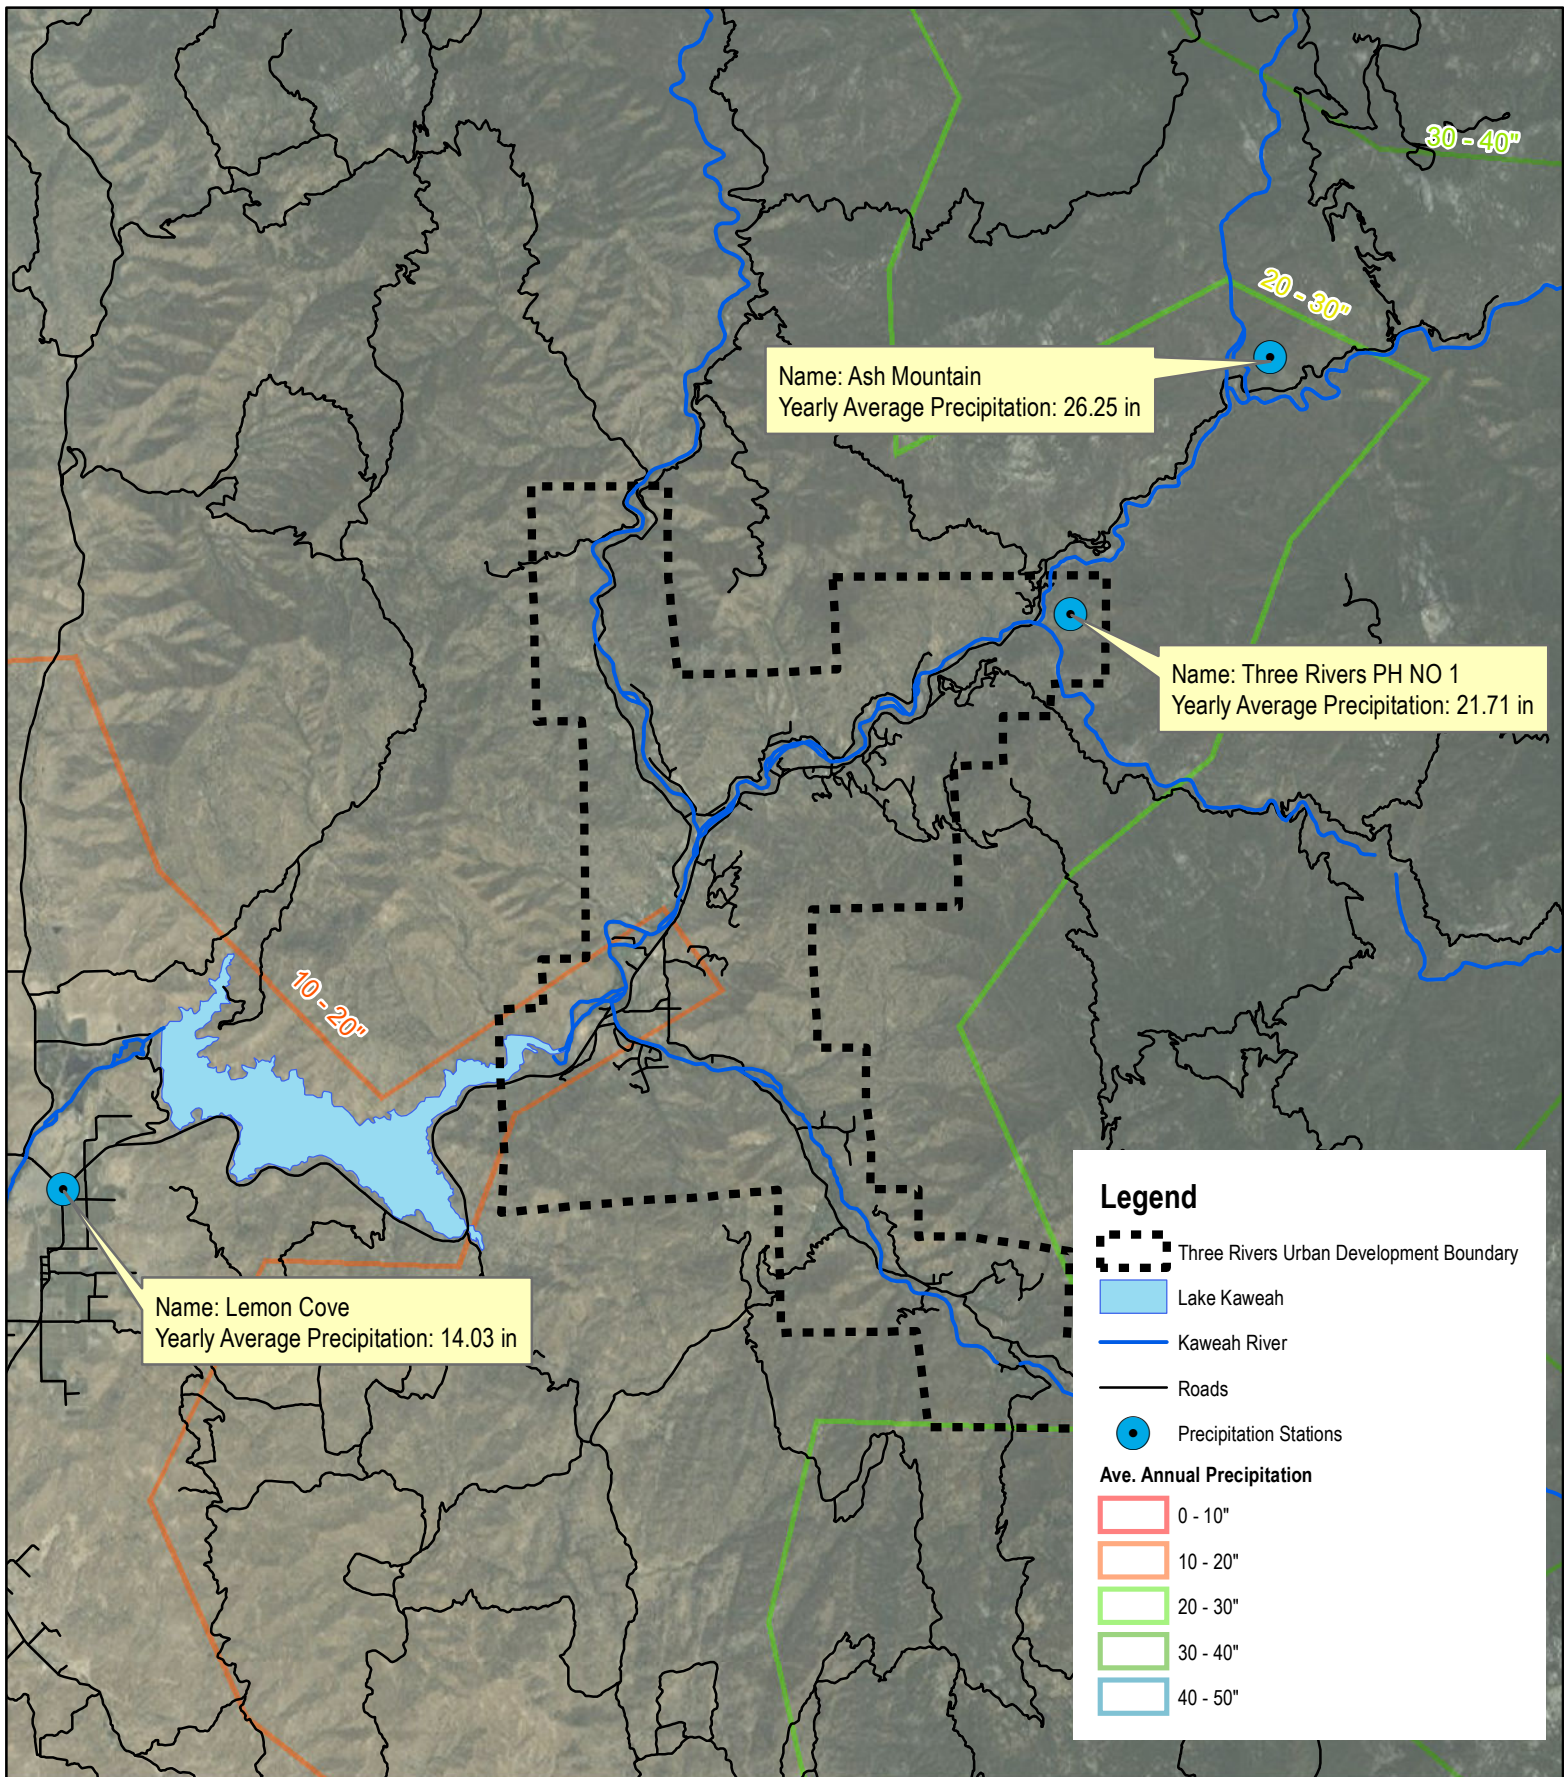 30 - 40"
20 - 30"
Name: Ash Mountain
Yearly Average Precipitation: 26.25 in
Name: Three Rivers PH NO 1
Yearly Average Precipitation: 21.71 in
10 - 20"
Name: Lemon Cove
Yearly Average Precipitation: 14.03 in
Legend
Three Rivers Urban Development Boundary
Lake Kaweah
Kaweah River
Roads
Precipitation Stations
Ave. Annual Precipitation
0 - 10"
10 - 20"
20 - 30"
30 - 40"
40 - 50"